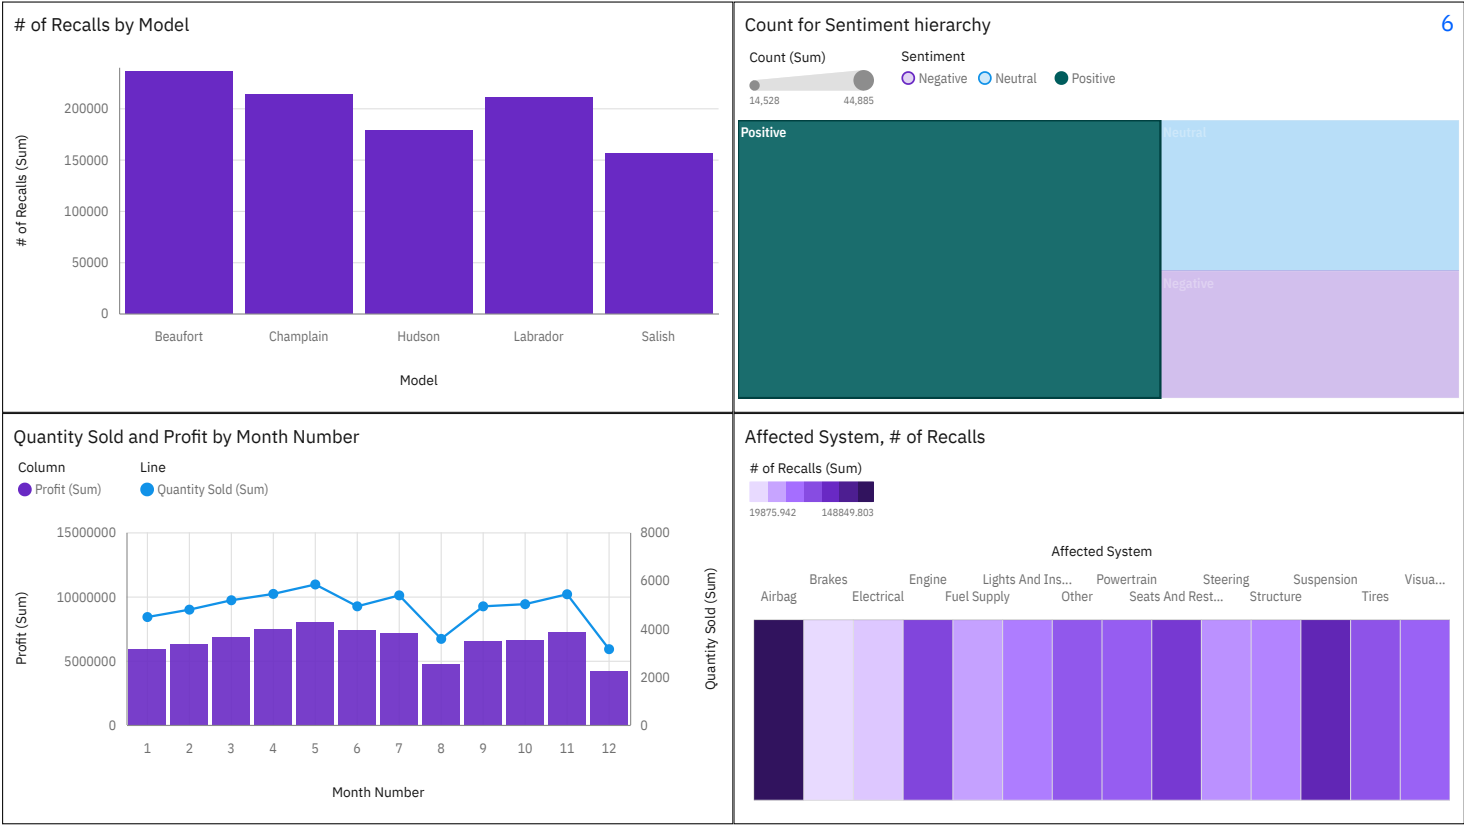 # of Recalls by Model
# of Recalls (Sum)
200000
150000
100000
50000
0
Beaufort Champlain Hudson Labrador Salish
Model
Count for Sentiment hierarchy 6
Count (Sum) Sentiment
Negative Neutral Positive
14,528 44,885
Positive Neutral
Negative
Quantity Sold and Profit by Month Number
Column Line
Profit (Sum) Quantity Sold (Sum)
15000000 8000
10000000 6000
5000000 4000
0 2000
0
Profit (Sum)
Quantity Sold (Sum)
1 2 3 4 5 6 7 8 9 10 11 12
Month Number
Affected System, # of Recalls
# of Recalls (Sum)
19875.942 148849.803
Affected System
Brakes Engine Lights And Ins... Powertrain Steering Suspension Visua...
Airbag Electrical Fuel Supply Other Seats And Rest... Structure Tires